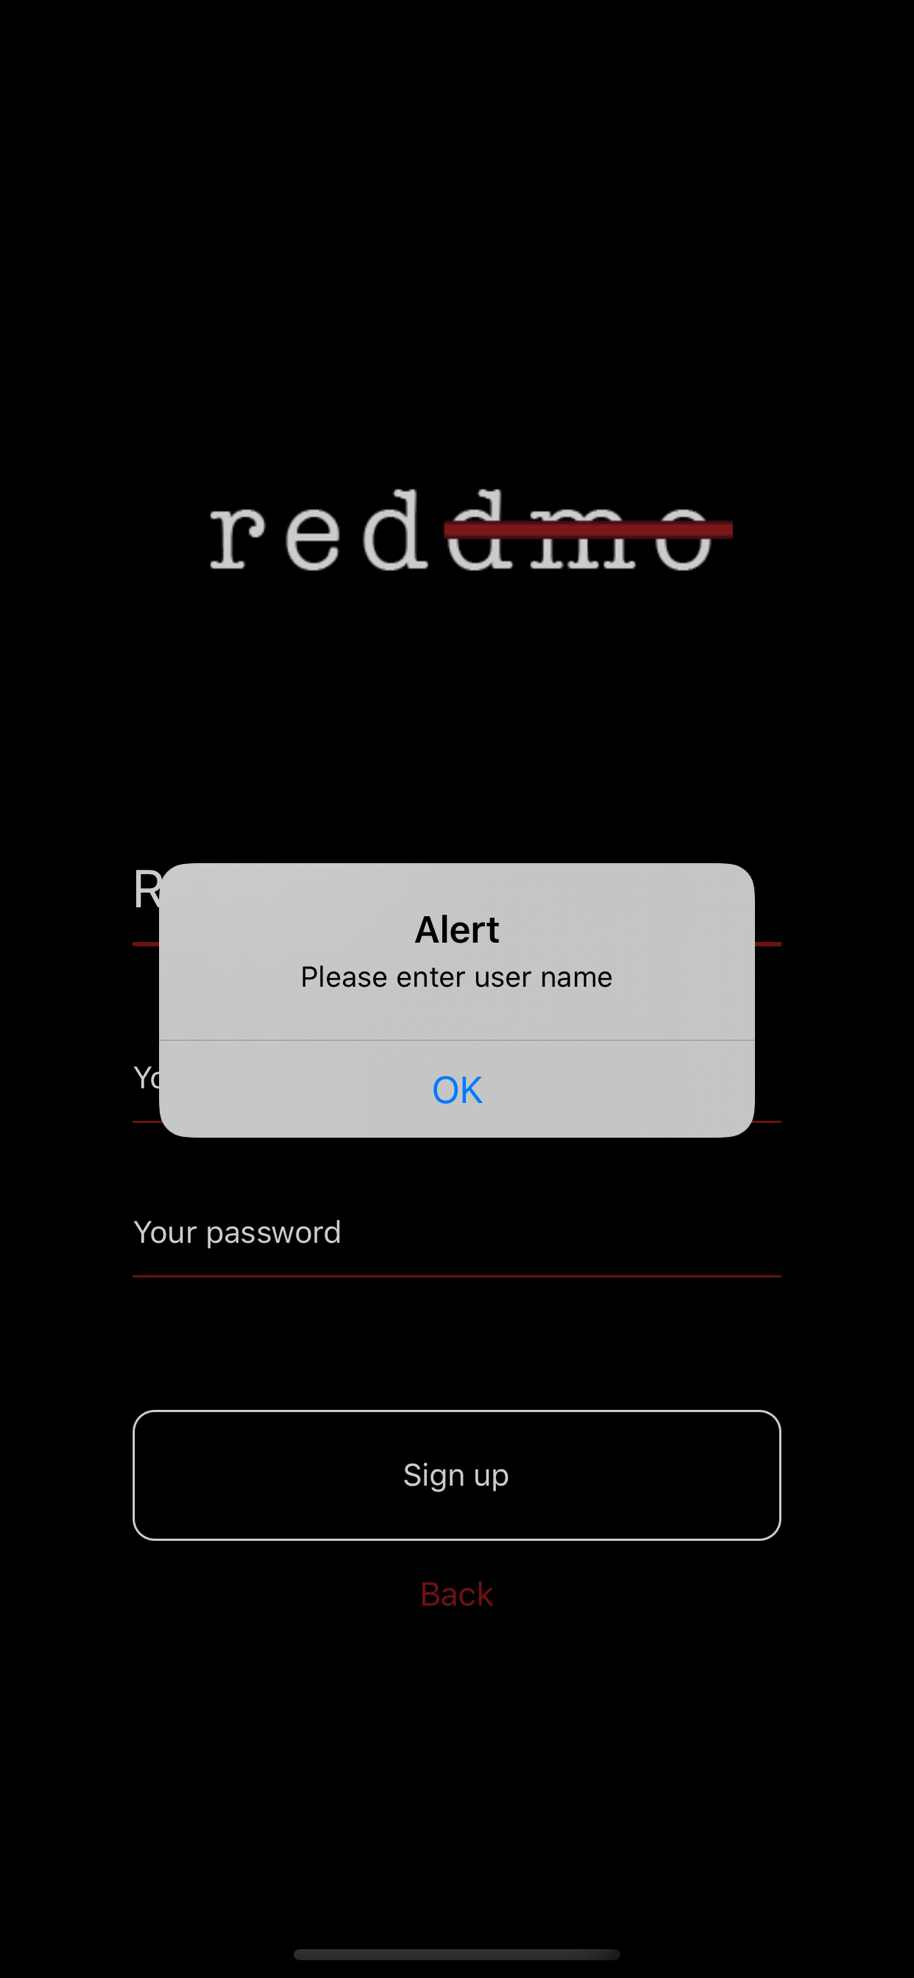 reddmo
Alert
Please enter user name
OK
Your password
Sign up
Back